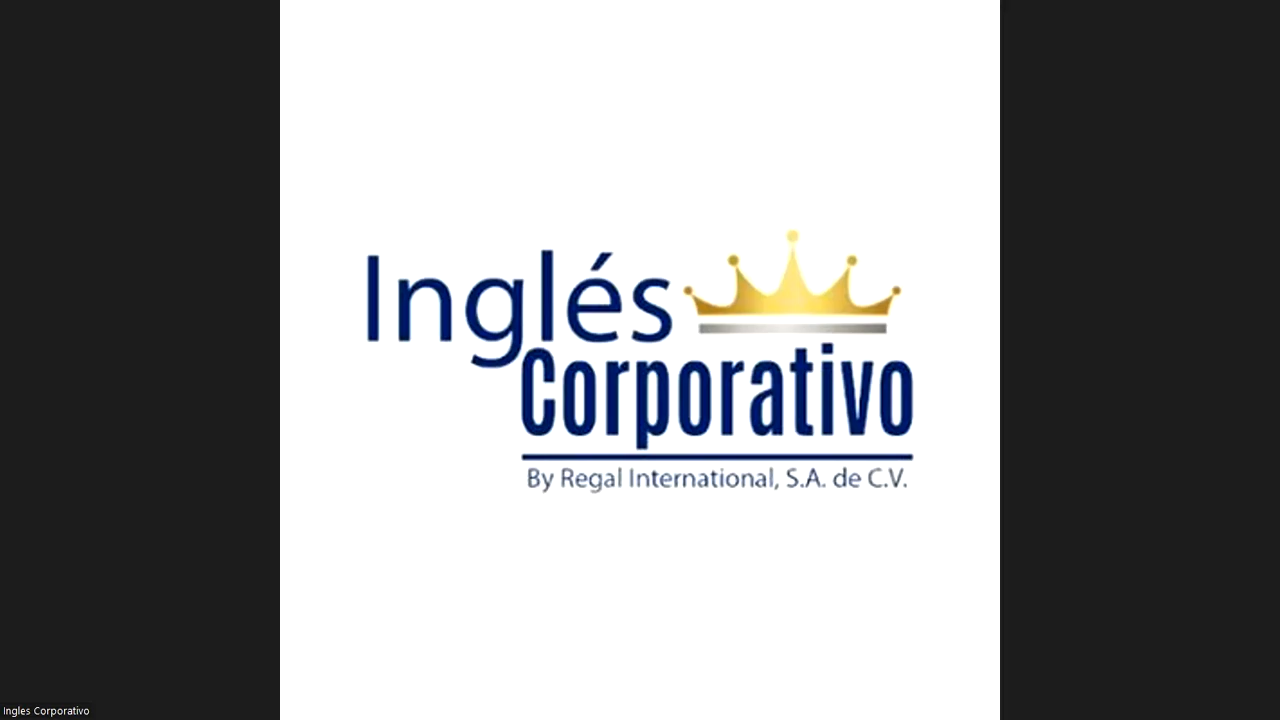 Inglés
Corporativo
By Regal International, S.A. de C.V.
Ingles Corporativo